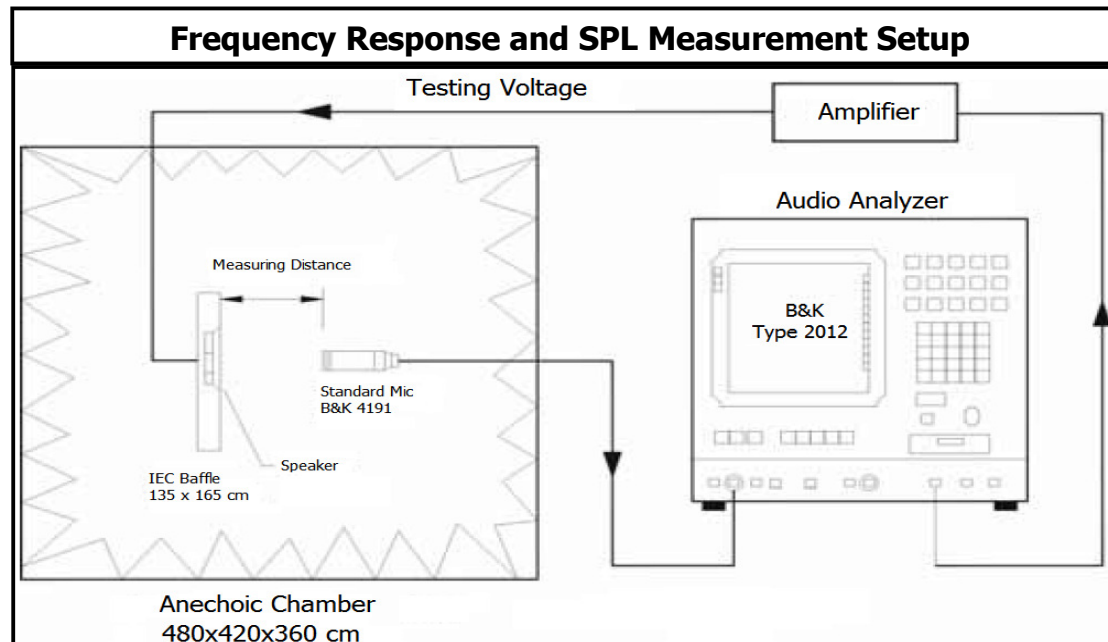 Frequency Response and SPL Measurement Setup
Testing Voltage
Amplifier
Audio Analyzer
Measuring Distance
B&K
Type 2012
Standard Mic
B&K 4191
Speaker
IEC Baffle
135 x 165 cm
Anechoic Chamber
480x420x360 cm